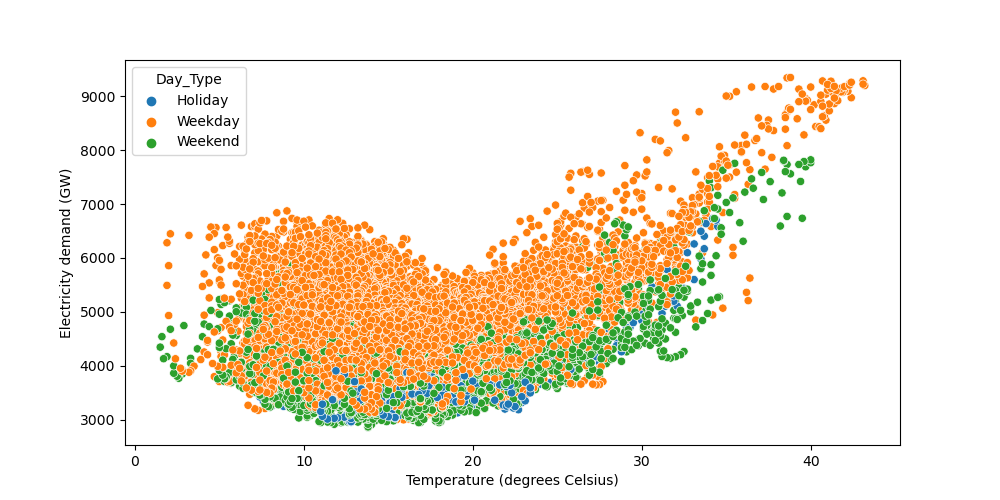 Day_Type
Holiday
Weekday
Weekend
9000
8000
7000
6000
5000
4000
3000
Electricity demand (GW)
0 10 20 30 40
Temperature (degrees Celsius)